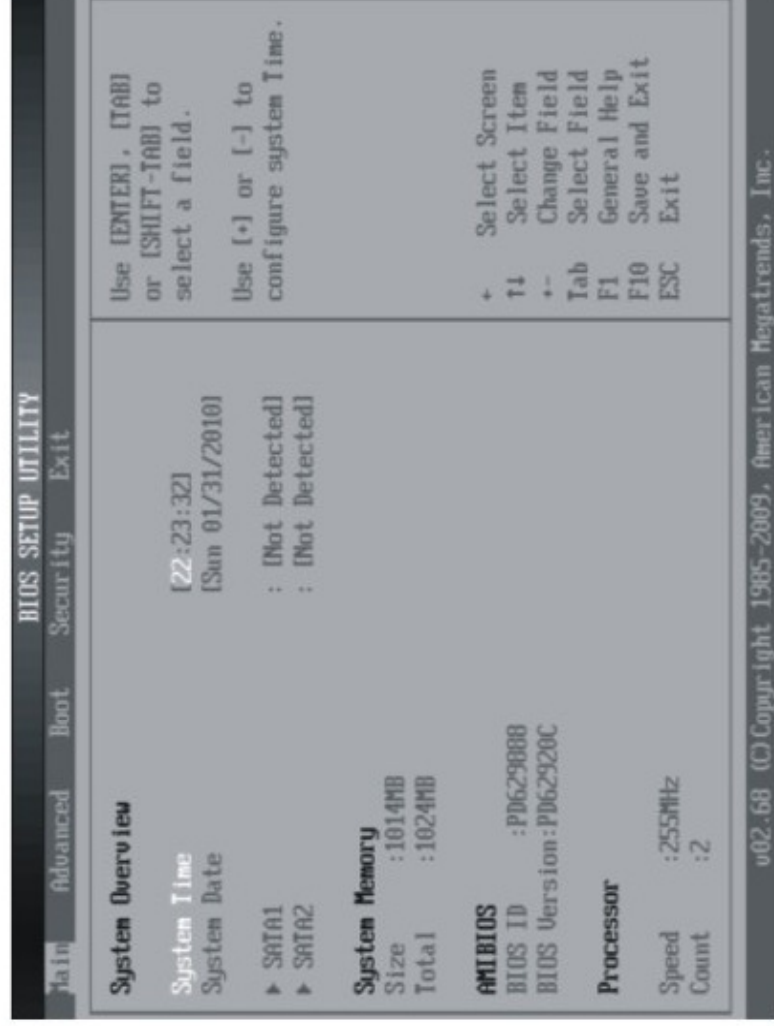 BIOS SETUP UTILITY
Main Advanced Boot Security Exit
System Overview
System Time [22:23:32]
System Date [Sun 01/31/2010]
▶ SATA1 : [Not Detected]
▶ SATA2 : [Not Detected]
System Memory
Size :1014MB
Total :1024MB
AMIBIOS
BIOS ID :PD629088
BIOS Version:PD62920C
Processor
Speed :255MHz
Count :2
Use [ENTER], [TAB]
or [SHIFT-TAB] to
select a field.
Use [+] or [-] to
configure system Time.
← Select Screen
↑↓ Select Item
+- Change Field
Tab Select Field
F1 General Help
F10 Save and Exit
ESC Exit
v02.68 (C)Copyright 1985-2009, American Megatrends, Inc.